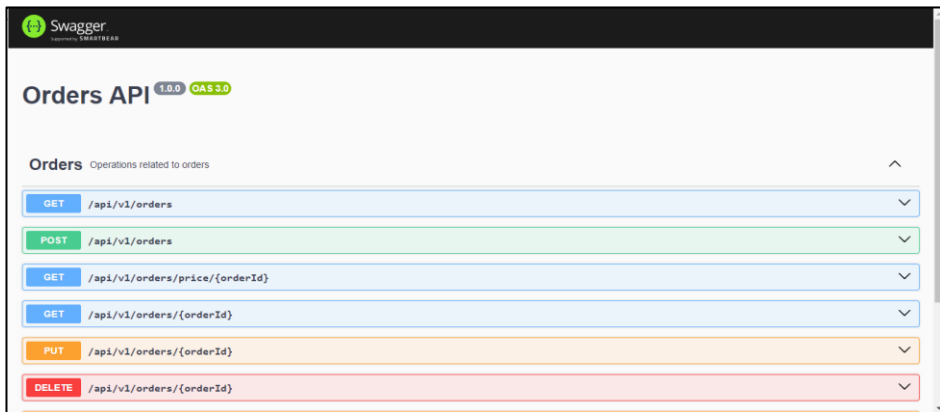 Swagger.
Supported by SMARTBEAR
Orders API 1.0.0 OAS 3.0
Orders Operations related to orders
GET /api/v1/orders
POST /api/v1/orders
GET /api/v1/orders/price/{orderId}
GET /api/v1/orders/{orderId}
PUT /api/v1/orders/{orderId}
DELETE /api/v1/orders/{orderId}